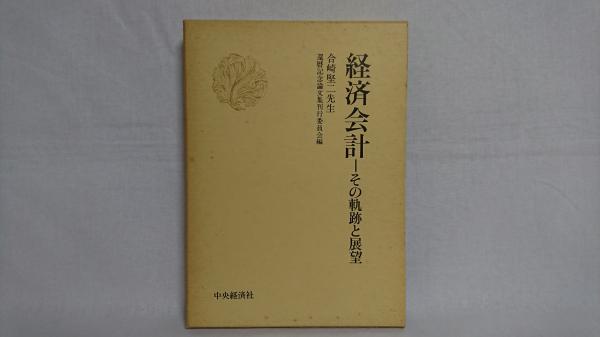 経済会計―その軌跡と展望
合崎堅二先生
還暦記念論文集刊行委員会編
中央経済社